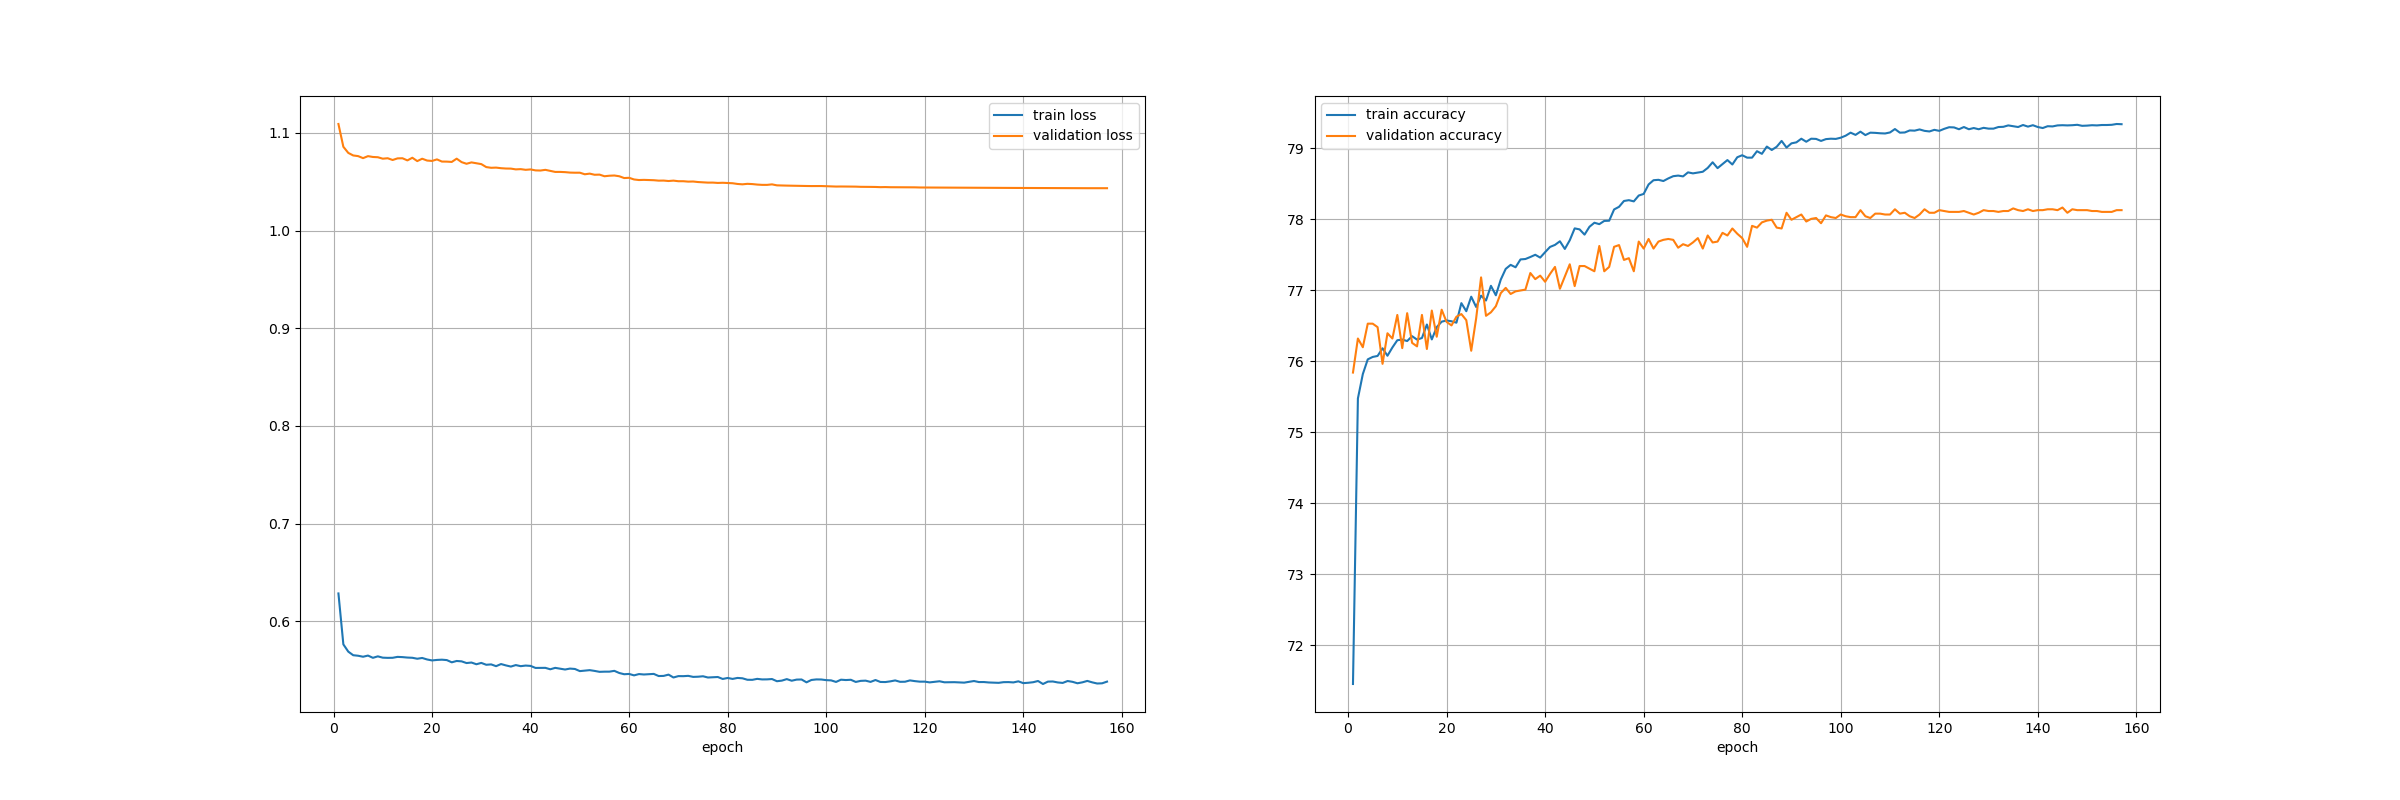 train loss
validation loss
1.1
1.0
0.9
0.8
0.7
0.6
0 20 40 60 80 100 120 140 160
epoch
train accuracy
validation accuracy
79
78
77
76
75
74
73
72
0 20 40 60 80 100 120 140 160
epoch